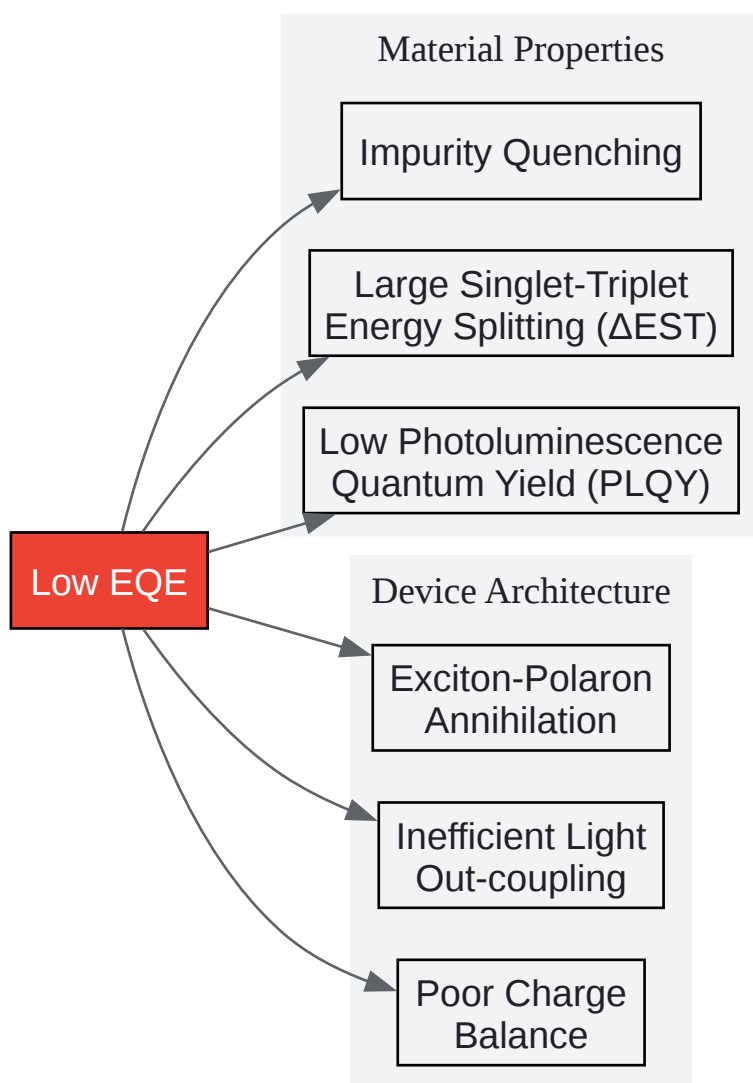 Material Properties
Impurity Quenching
Large Singlet-Triplet
Energy Splitting (ΔEST)
Low Photoluminescence
Quantum Yield (PLQY)
Low EQE
Device Architecture
Exciton-Polaron
Annihilation
Inefficient Light
Out-coupling
Poor Charge
Balance